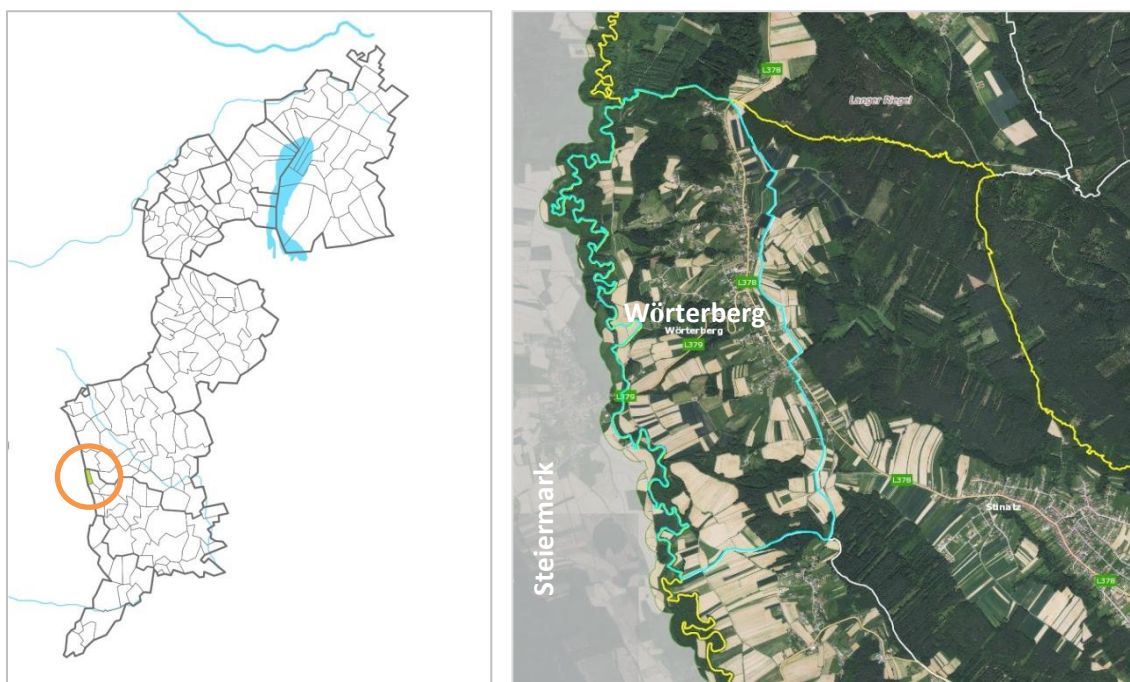 L378
Langer Riegel
L378
Wörterberg
Wörterberg
L379
L379
Steiermark
L378
Stinatz
L378